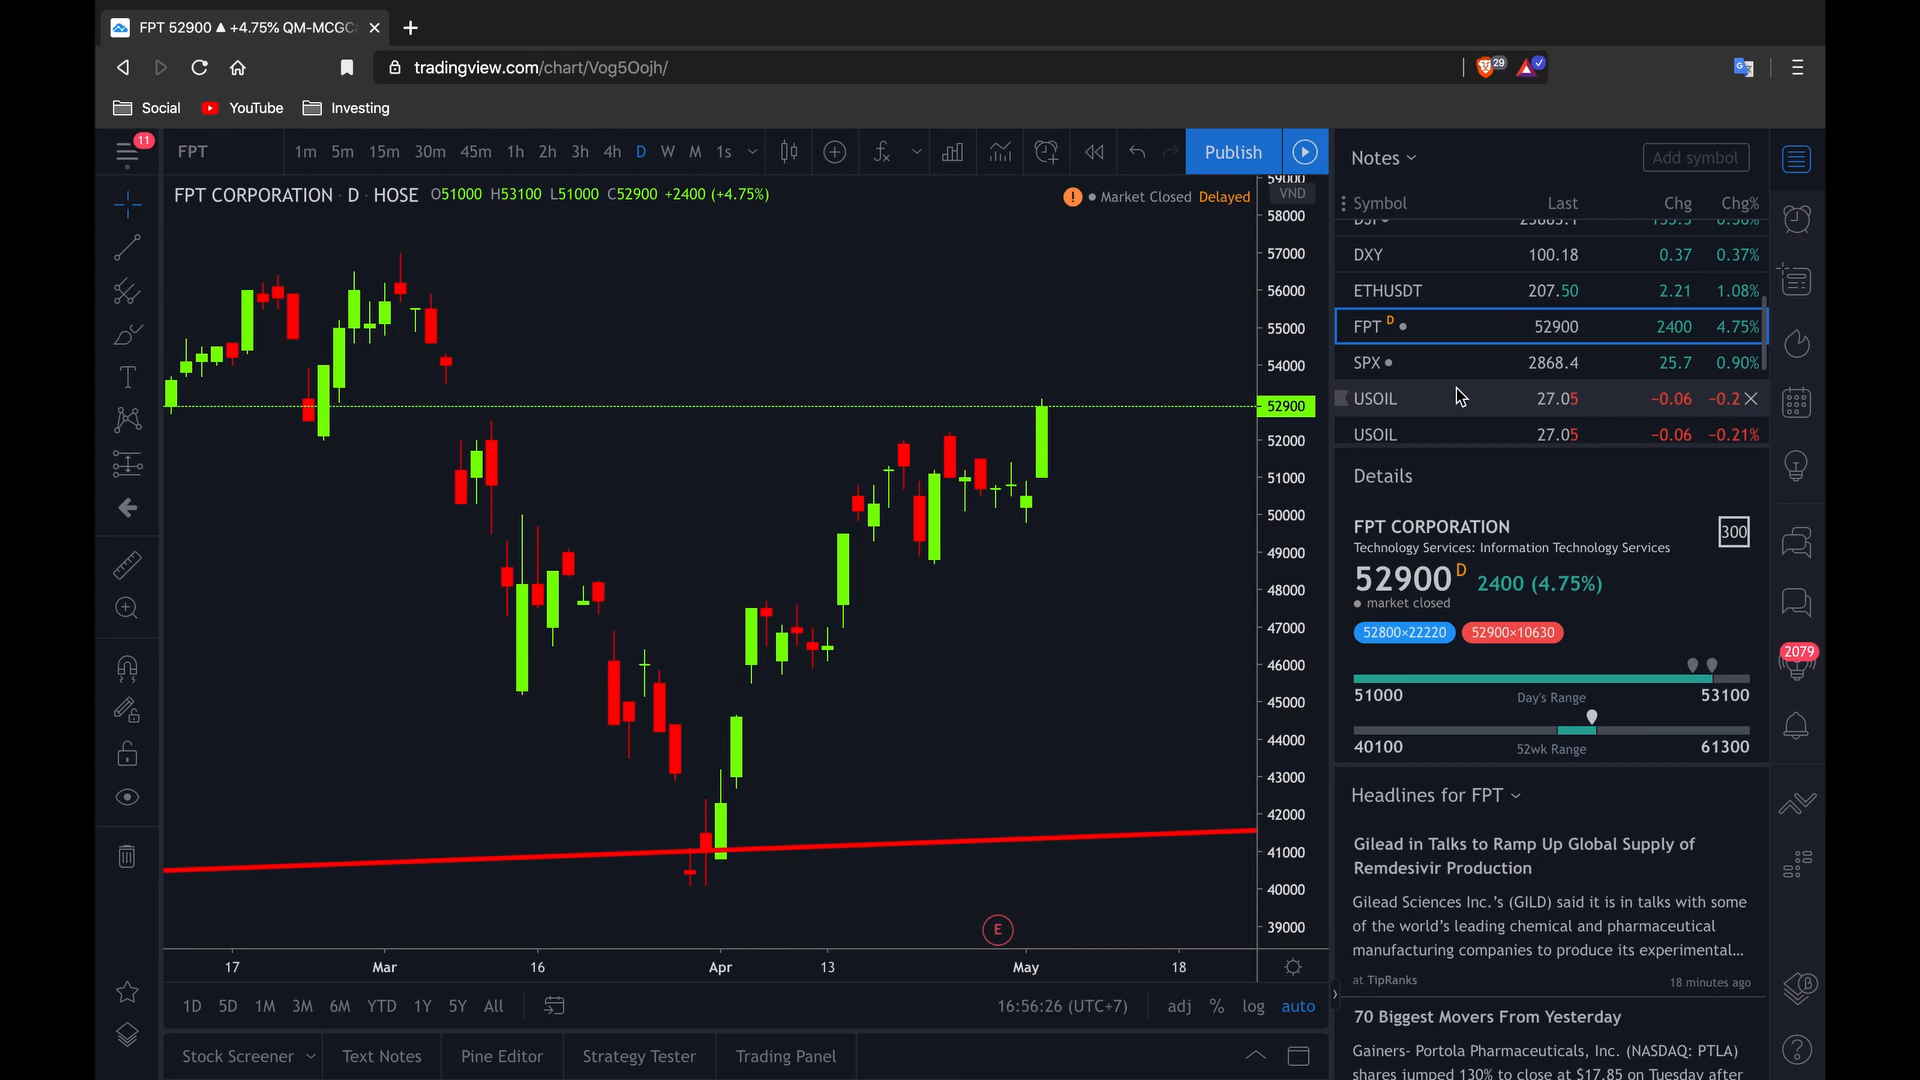 FPT 52900 ▲ +4.75% QM-MCGC
tradingview.com/chart/Vog5Oojh/
29
Social YouTube Investing
11
FPT 1m 5m 15m 30m 45m 1h 2h 3h 4h D W M 1s Publish
FPT CORPORATION · D · HOSE O51000 H53100 L51000 C52900 +2400 (+4.75%)
! Market Closed Delayed
VND
59000
58000
57000
56000
55000
54000
52900
52000
51000
50000
49000
48000
47000
46000
45000
44000
43000
42000
41000
40000
39000
E
17 Mar 16 Apr 13 May 18
1D 5D 1M 3M 6M YTD 1Y 5Y All 16:56:26 (UTC+7) adj % log auto
Stock Screener Text Notes Pine Editor Strategy Tester Trading Panel
Notes Add symbol
Symbol Last Chg Chg%
DXY 100.18 0.37 0.37%
ETHUSDT 207.50 2.21 1.08%
FPT D 52900 2400 4.75%
SPX 2868.4 25.7 0.90%
USOIL 27.05 −0.06 −0.2
USOIL 27.05 −0.06 −0.21%
Details
FPT CORPORATION
300
Technology Services: Information Technology Services
52900 D 2400 (4.75%)
market closed
52800×22220 52900×10630
51000 Day's Range 53100
40100 52wk Range 61300
2079
Headlines for FPT
Gilead in Talks to Ramp Up Global Supply of
Remdesivir Production
Gilead Sciences Inc.’s (GILD) said it is in talks with some
of the world’s leading chemical and pharmaceutical
manufacturing companies to produce its experimental...
at TipRanks 18 minutes ago
70 Biggest Movers From Yesterday
Gainers- Portola Pharmaceuticals, Inc. (NASDAQ: PTLA)
shares jumped 130% to close at $17.85 on Tuesday after